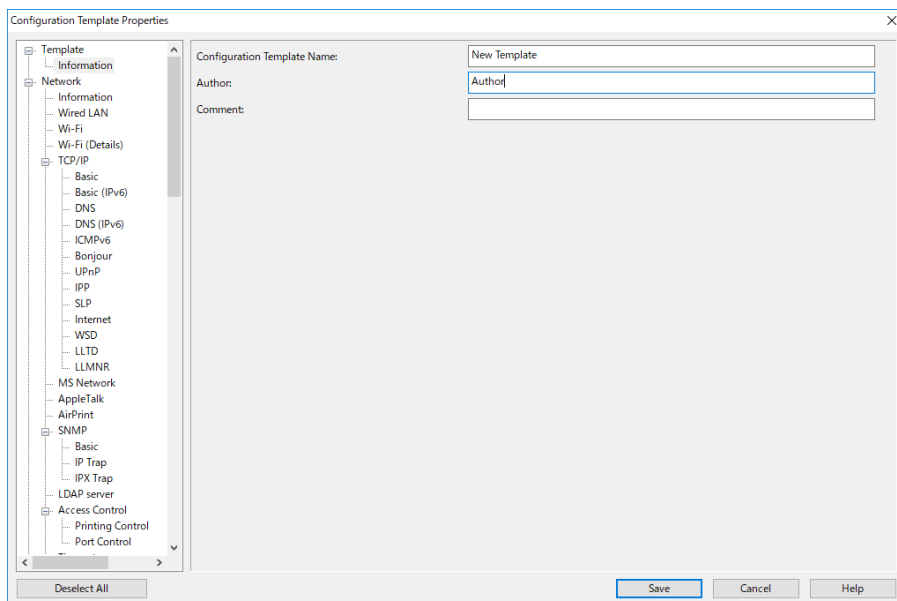 Configuration Template Properties
Template
Information
Network
Information
Wired LAN
Wi-Fi
Wi-Fi (Details)
TCP/IP
Basic
Basic (IPv6)
DNS
DNS (IPv6)
ICMPv6
Bonjour
UPnP
IPP
SLP
Internet
WSD
LLTD
LLMNR
MS Network
AppleTalk
AirPrint
SNMP
Basic
IP Trap
IPX Trap
LDAP server
Access Control
Printing Control
Port Control
Configuration Template Name: New Template
Author: Author
Comment:
Deselect All Save Cancel Help